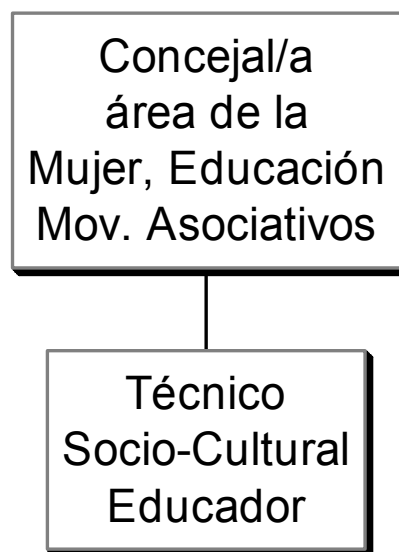 Concejal/a
área de la
Mujer, Educación
Mov. Asociativos
Técnico
Socio-Cultural
Educador